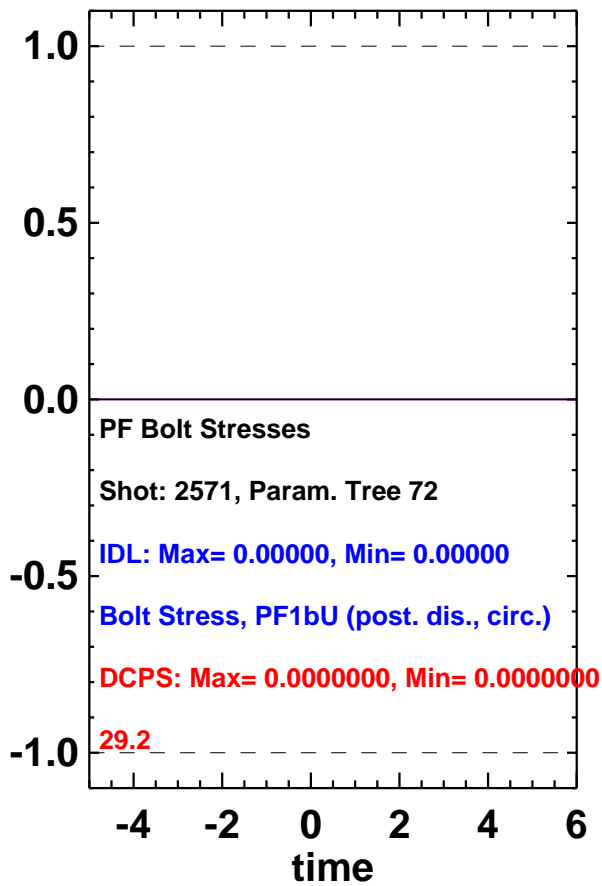 1.0
0.5
0.0
PF Bolt Stresses
Shot: 2571, Param. Tree 72
IDL: Max= 0.00000, Min= 0.00000
-0.5
Bolt Stress, PF1bU (post. dis., circ.)
DCPS: Max= 0.0000000, Min= 0.0000000
29.2
-1.0
-4 -2 0 2 4 6
time